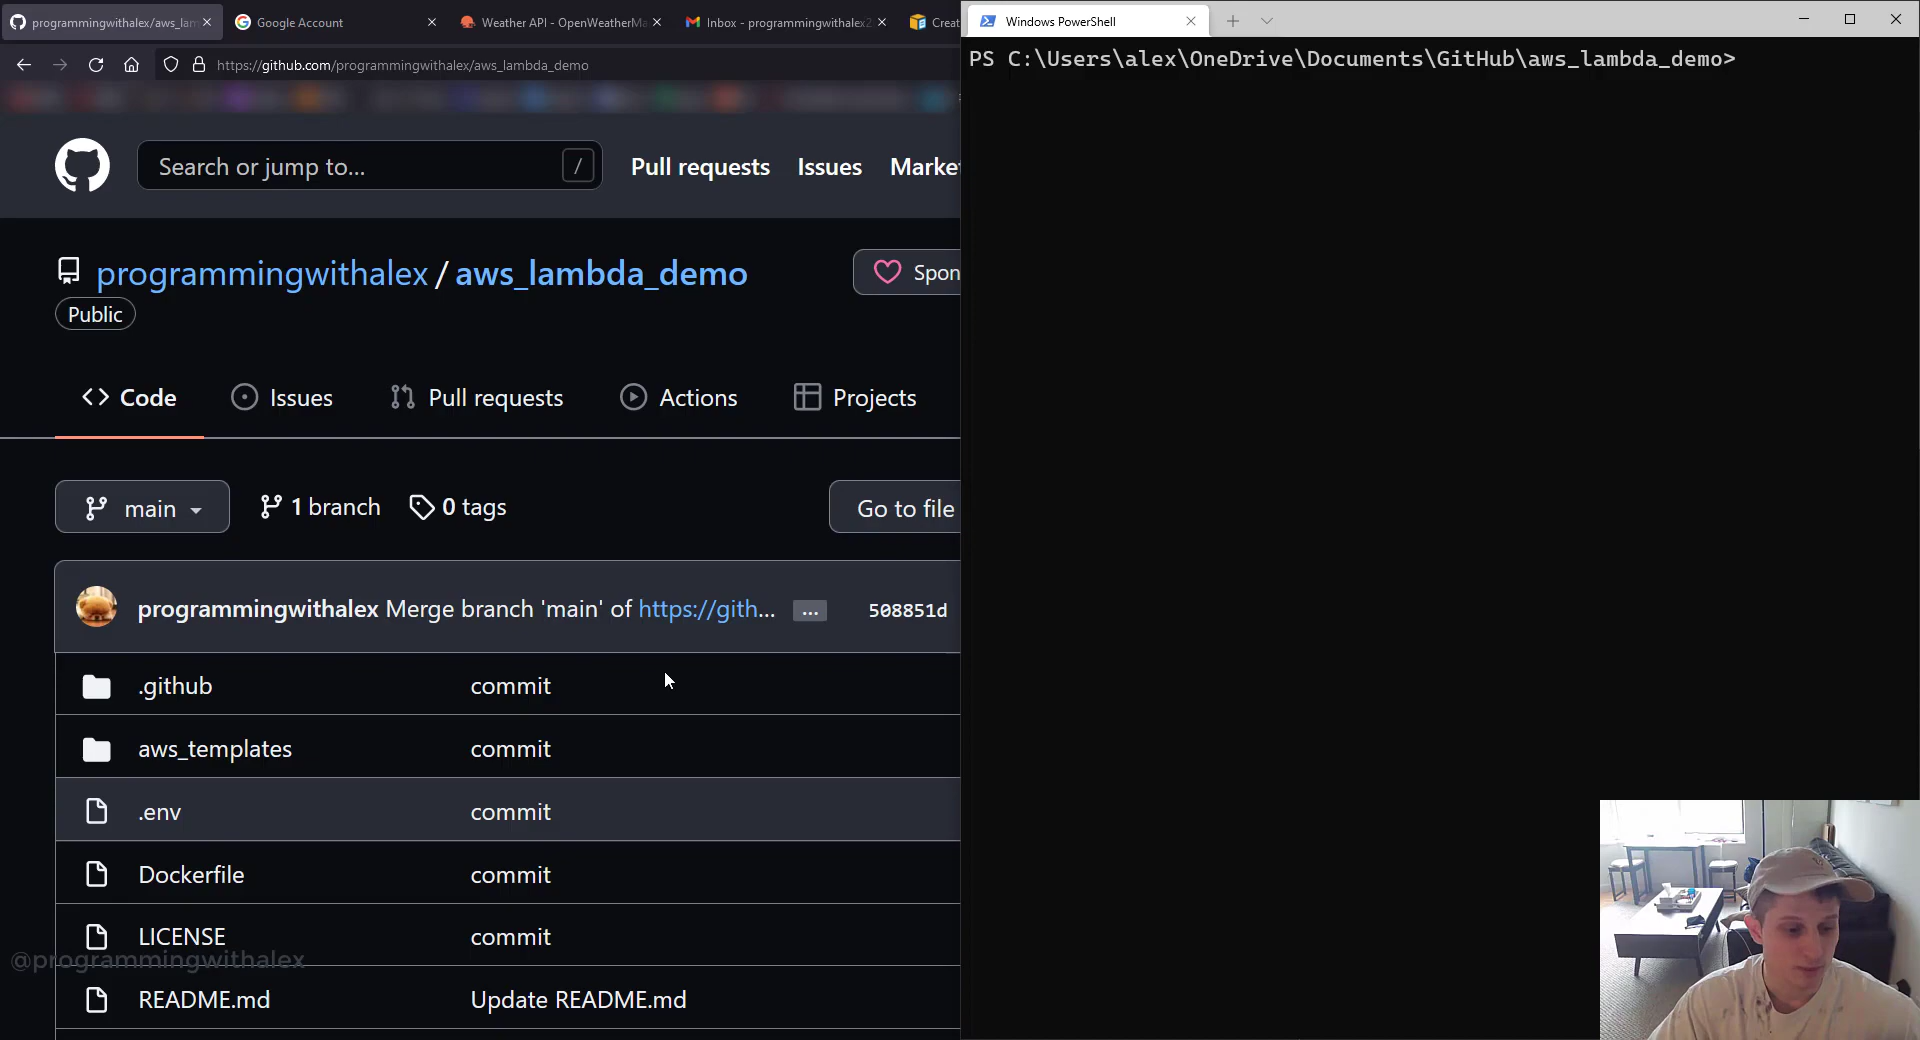 programmingwithalex/aws_lam
Google Account
Weather API - OpenWeatherMa
Inbox - programmingwithalex2
Creat
https://github.com/programmingwithalex/aws_lambda_demo
Search or jump to...
/
Pull requests
Issues
Market
programmingwithalex / aws_lambda_demo
Spon
Public
Code
Issues
Pull requests
Actions
Projects
main
1 branch
0 tags
Go to file
programmingwithalex Merge branch 'main' of https://gith... ... 508851d
.github commit
aws_templates commit
.env commit
Dockerfile commit
LICENSE commit
@programmingwithalex
README.md Update README.md
Windows PowerShell
PS C:\Users\alex\OneDrive\Documents\GitHub\aws_lambda_demo>